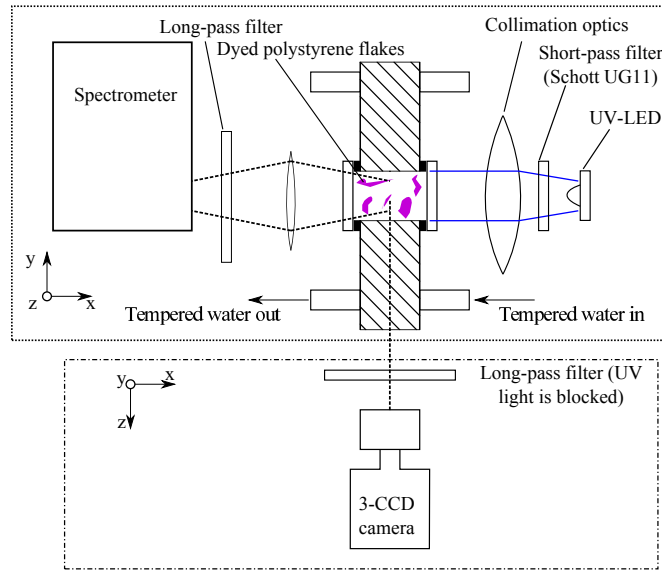 Long-pass filter
Dyed polystyrene flakes
Collimation optics
Short-pass filter
(Schott UG11)
UV-LED
Spectrometer
y
z
x
Tempered water out
Tempered water in
y
x
z
Long-pass filter (UV
light is blocked)
3-CCD
camera